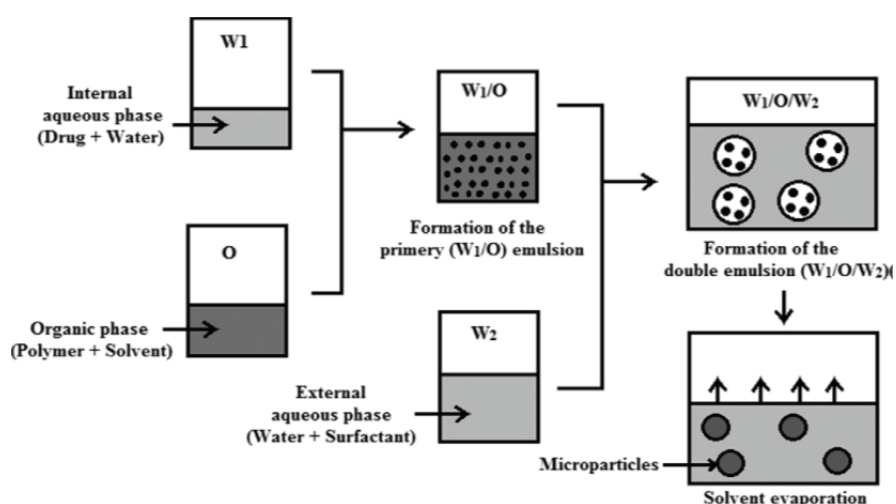 W1
Internal
aqueous phase
(Drug + Water)
O
Organic phase
(Polymer + Solvent)
W₁/O
Formation of the
primery (W₁/O) emulsion
W₂
External
aqueous phase
(Water + Surfactant)
W₁/O/W₂
Formation of the
double emulsion (W₁/O/W₂)(
Microparticles
Solvent evaporation